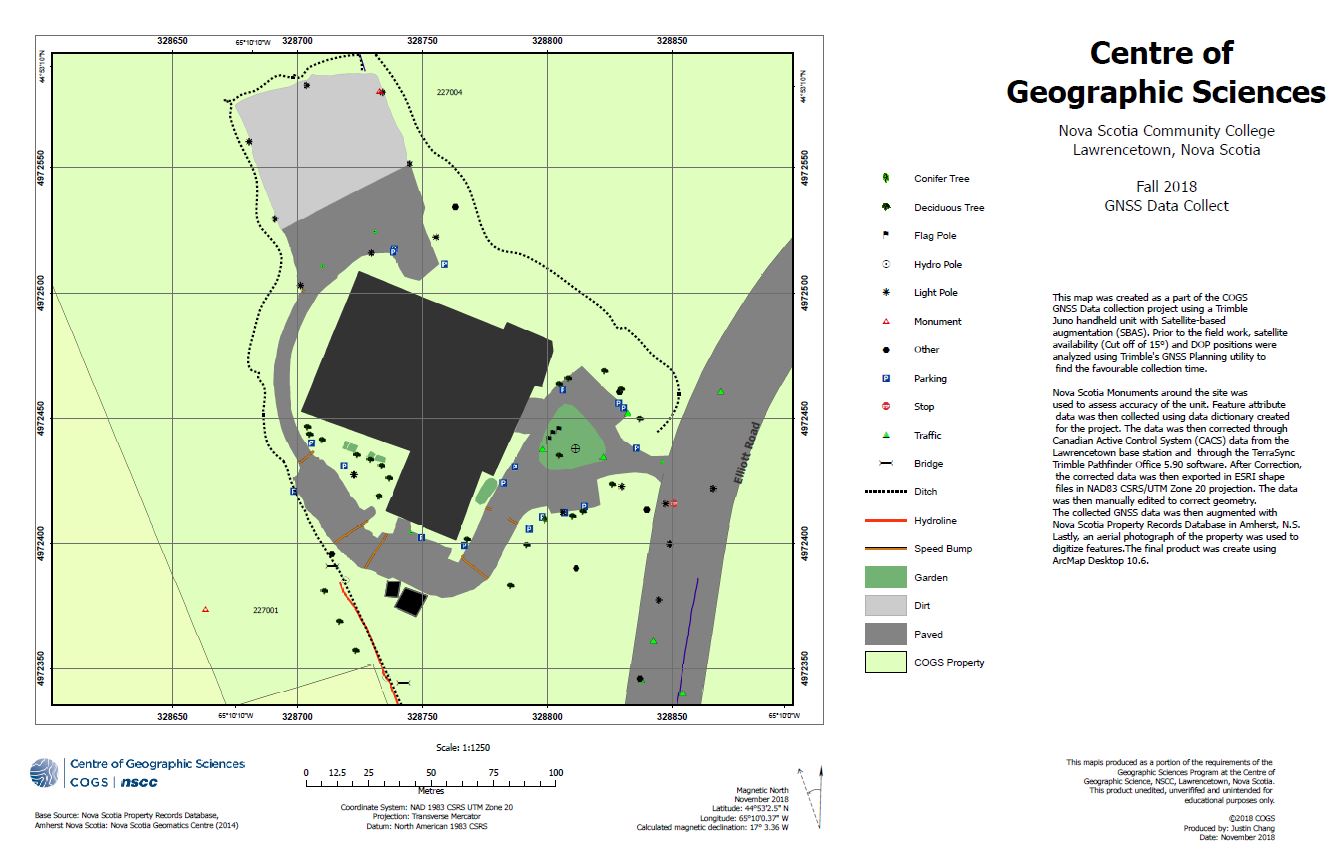 Centre of
Geographic Sciences
Nova Scotia Community College
Lawrencetown, Nova Scotia
Fall 2018
GNSS Data Collect
328650
65°10'10"W
328700
328750
328800
328850
44°53'10"N
44°53'10"N
227004
4972550
4972550
4972500
4972500
4972450
4972450
4972400
4972400
4972350
4972350
Elliott Road
227001
328650
65°10'10"W
328700
328750
328800
328850
65°10'0"W
Conifer Tree
Deciduous Tree
Flag Pole
Hydro Pole
Light Pole
Monument
Other
Parking
Stop
Traffic
Bridge
Ditch
Hydroline
Speed Bump
Garden
Dirt
Paved
COGS Property
This map was created as a part of the COGS
GNSS Data collection project using a Trimble
Juno handheld unit with Satellite-based
augmentation (SBAS). Prior to the field work, satellite
availability (Cut off of 15°) and DOP positions were
analyzed using Trimble's GNSS Planning utility to
find the favourable collection time.
Nova Scotia Monuments around the site was
used to assess accuracy of the unit. Feature attribute
data was then collected using data dictionary created
for the project. The data was then corrected through
Canadian Active Control System (CACS) data from the
Lawrencetown base station and through the TerraSync
Trimble Pathfinder Office 5.90 software. After Correction,
the corrected data was then exported in ESRI shape
files in NAD83 CSRS/UTM Zone 20 projection. The data
was then manually edited to correct geometry.
The collected GNSS data was then augmented with
Nova Scotia Property Records Database in Amherst, N.S.
Lastly, an aerial photograph of the property was used to
digitize features.The final product was create using
ArcMap Desktop 10.6.
Centre of Geographic Sciences
COGS | nscc
Base Source: Nova Scotia Property Records Database,
Amherst Nova Scotia: Nova Scotia Geomatics Centre (2014)
Scale: 1:1250
0 12.5 25 50 75 100
Metres
Coordinate System: NAD 1983 CSRS UTM Zone 20
Projection: Transverse Mercator
Datum: North American 1983 CSRS
Magnetic North
November 2018
Latitude: 44°53'2.5" N
Longitude: 65°10'0.37" W
Calculated magnetic declination: 17° 3.36 W
This mapis produced as a portion of the requirements of the
Geographic Sciences Program at the Centre of
Geographic Science, NSCC, Lawrencetown, Nova Scotia.
This product unedited, unverififed and unintended for
educational purposes only.
©2018 COGS
Produced by: Justin Chang
Date: November 2018